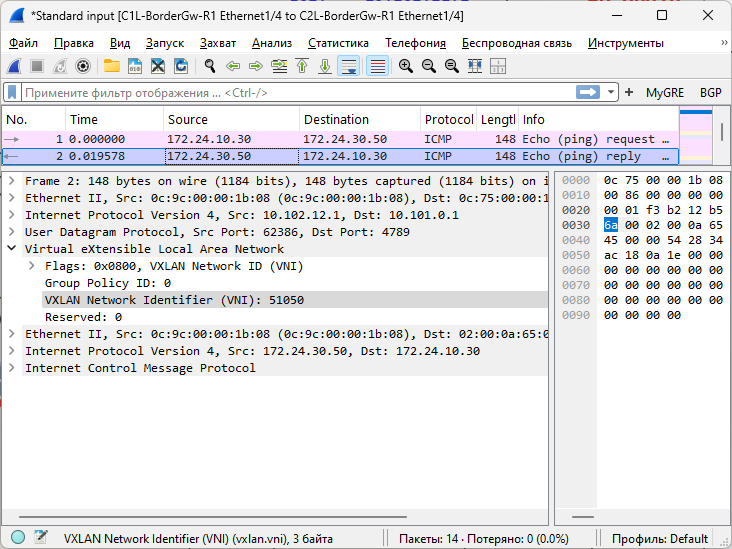 *Standard input [C1L-BorderGw-R1 Ethernet1/4 to C2L-BorderGw-R1 Ethernet1/4]
Файл Правка Вид Запуск Захват Анализ Статистика Телефония Беспроводная связь Инструменты »
Примените фильтр отображения ... <Ctrl-/> + MyGRE BGP
No. Time Source Destination Protocol Lengtl Info
1 0.000000 172.24.10.30 172.24.30.50 ICMP 148 Echo (ping) request …
2 0.019578 172.24.30.50 172.24.10.30 ICMP 148 Echo (ping) reply …
Frame 2: 148 bytes on wire (1184 bits), 148 bytes captured (1184 bits) on i
Ethernet II, Src: 0c:9c:00:00:1b:08 (0c:9c:00:00:1b:08), Dst: 0c:75:00:00:1
Internet Protocol Version 4, Src: 10.102.12.1, Dst: 10.101.0.1
User Datagram Protocol, Src Port: 62386, Dst Port: 4789
Virtual eXtensible Local Area Network
Flags: 0x0800, VXLAN Network ID (VNI)
Group Policy ID: 0
VXLAN Network Identifier (VNI): 51050
Reserved: 0
Ethernet II, Src: 0c:9c:00:00:1b:08 (0c:9c:00:00:1b:08), Dst: 02:00:0a:65:0
Internet Protocol Version 4, Src: 172.24.30.50, Dst: 172.24.10.30
Internet Control Message Protocol
0000 0c 75 00 00 1b 08
0010 00 86 00 00 00 00
0020 00 01 f3 b2 12 b5
0030 6a 00 02 00 0a 65
0040 45 00 00 54 28 34
0050 ac 18 0a 1e 00 00
0060 00 00 00 00 00 00
0070 00 00 00 00 00 00
0080 00 00 00 00 00 00
0090 00 00 00 00
VXLAN Network Identifier (VNI) (vxlan.vni), 3 байта Пакеты: 14 · Потеряно: 0 (0.0%) Профиль: Default